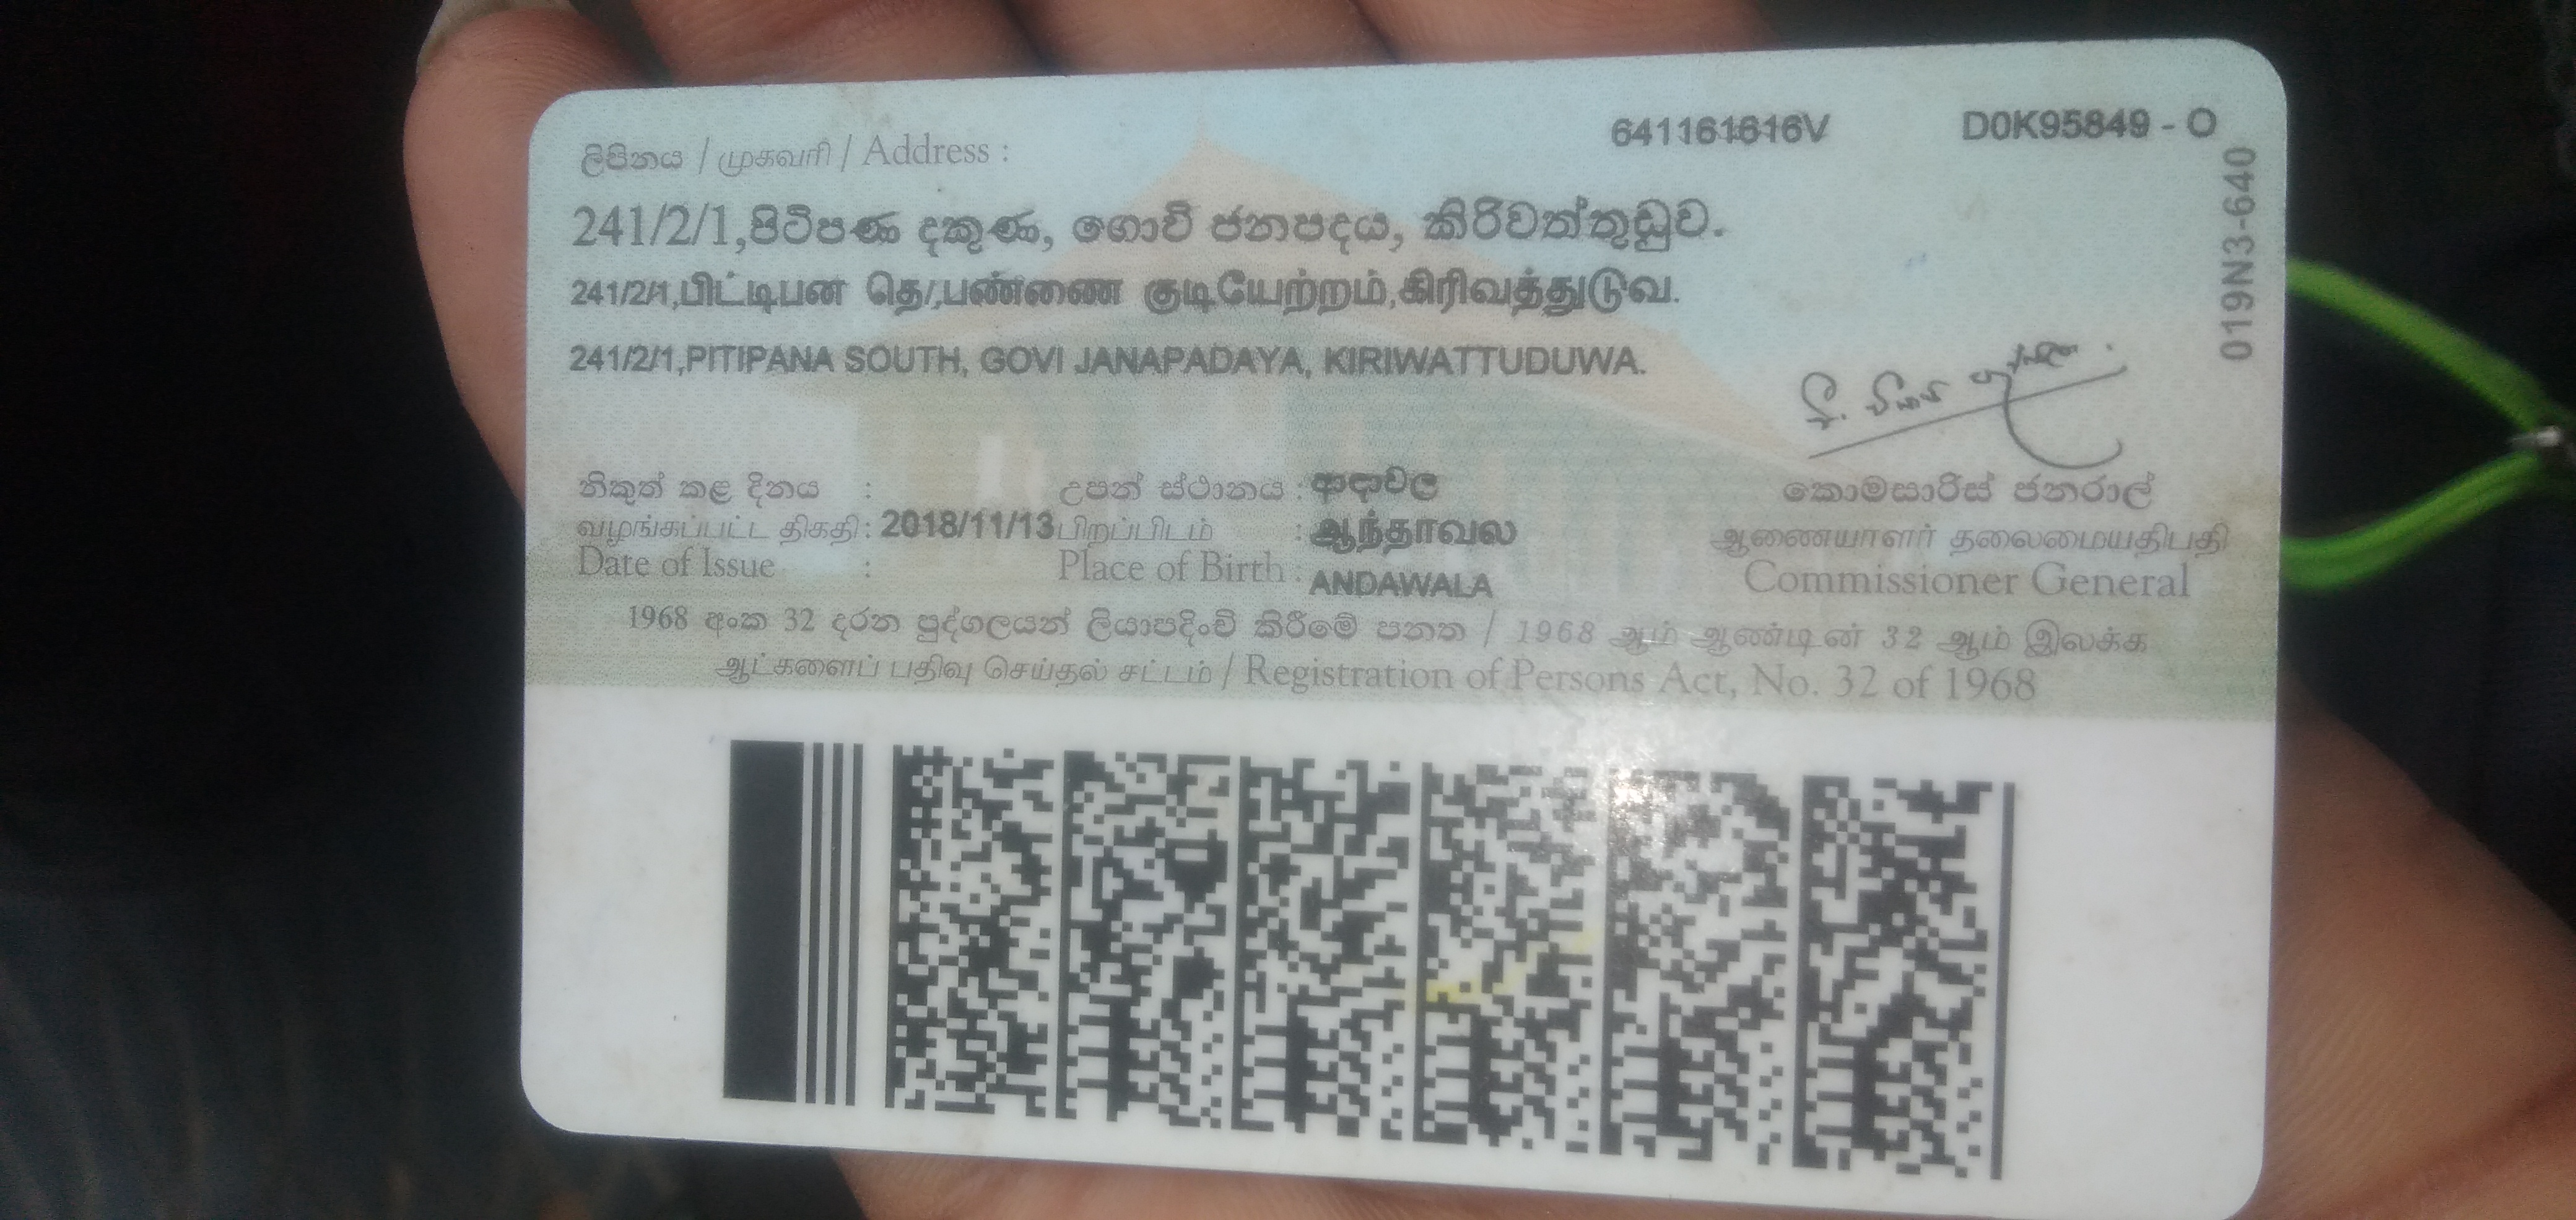 641161616V D0K95849 - O
ලිපිනය / முகவரி / Address :
241/2/1,පිටිපණ දකුණ, ගොවි ජනපදය, කිරිවත්තුඩුව.
241/2/1,பிட்டிபன தெ/,பண்ணை குடியேற்றம்,கிரிவத்துடுவ.
241/2/1,PITIPANA SOUTH, GOVI JANAPADAYA, KIRIWATTUDUWA.
019N3-640
නිකුත් කළ දිනය :
வழங்கப்பட்ட திகதி : 2018/11/13
Date of Issue :
උපන් ස්ථානය : ආදාවල
பிறப்பிடம் : ஆந்தாவல
Place of Birth : ANDAWALA
කොමසාරිස් ජනරාල්
ஆணையாளர் தலைமையதிபதி
Commissioner General
1968 අංක 32 දරන පුද්ගලයන් ලියාපදිංචි කිරීමේ පනත / 1968 ஆம் ஆண்டின் 32 ஆம் இலக்க
ஆட்களைப் பதிவு செய்தல் சட்டம் / Registration of Persons Act, No. 32 of 1968